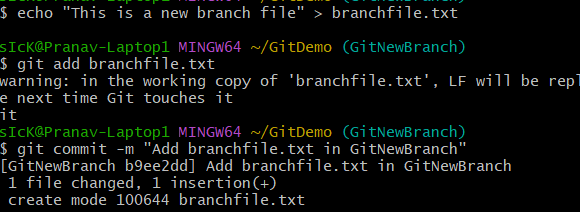 $ echo "This is a new branch file" > branchfile.txt
sIcK@Pranav-Laptop1 MINGW64 ~/GitDemo (GitNewBranch)
$ git add branchfile.txt
warning: in the working copy of 'branchfile.txt', LF will be repl
e next time Git touches it
it
sIcK@Pranav-Laptop1 MINGW64 ~/GitDemo (GitNewBranch)
$ git commit -m "Add branchfile.txt in GitNewBranch"
[GitNewBranch b9ee2dd] Add branchfile.txt in GitNewBranch
1 file changed, 1 insertion(+)
create mode 100644 branchfile.txt